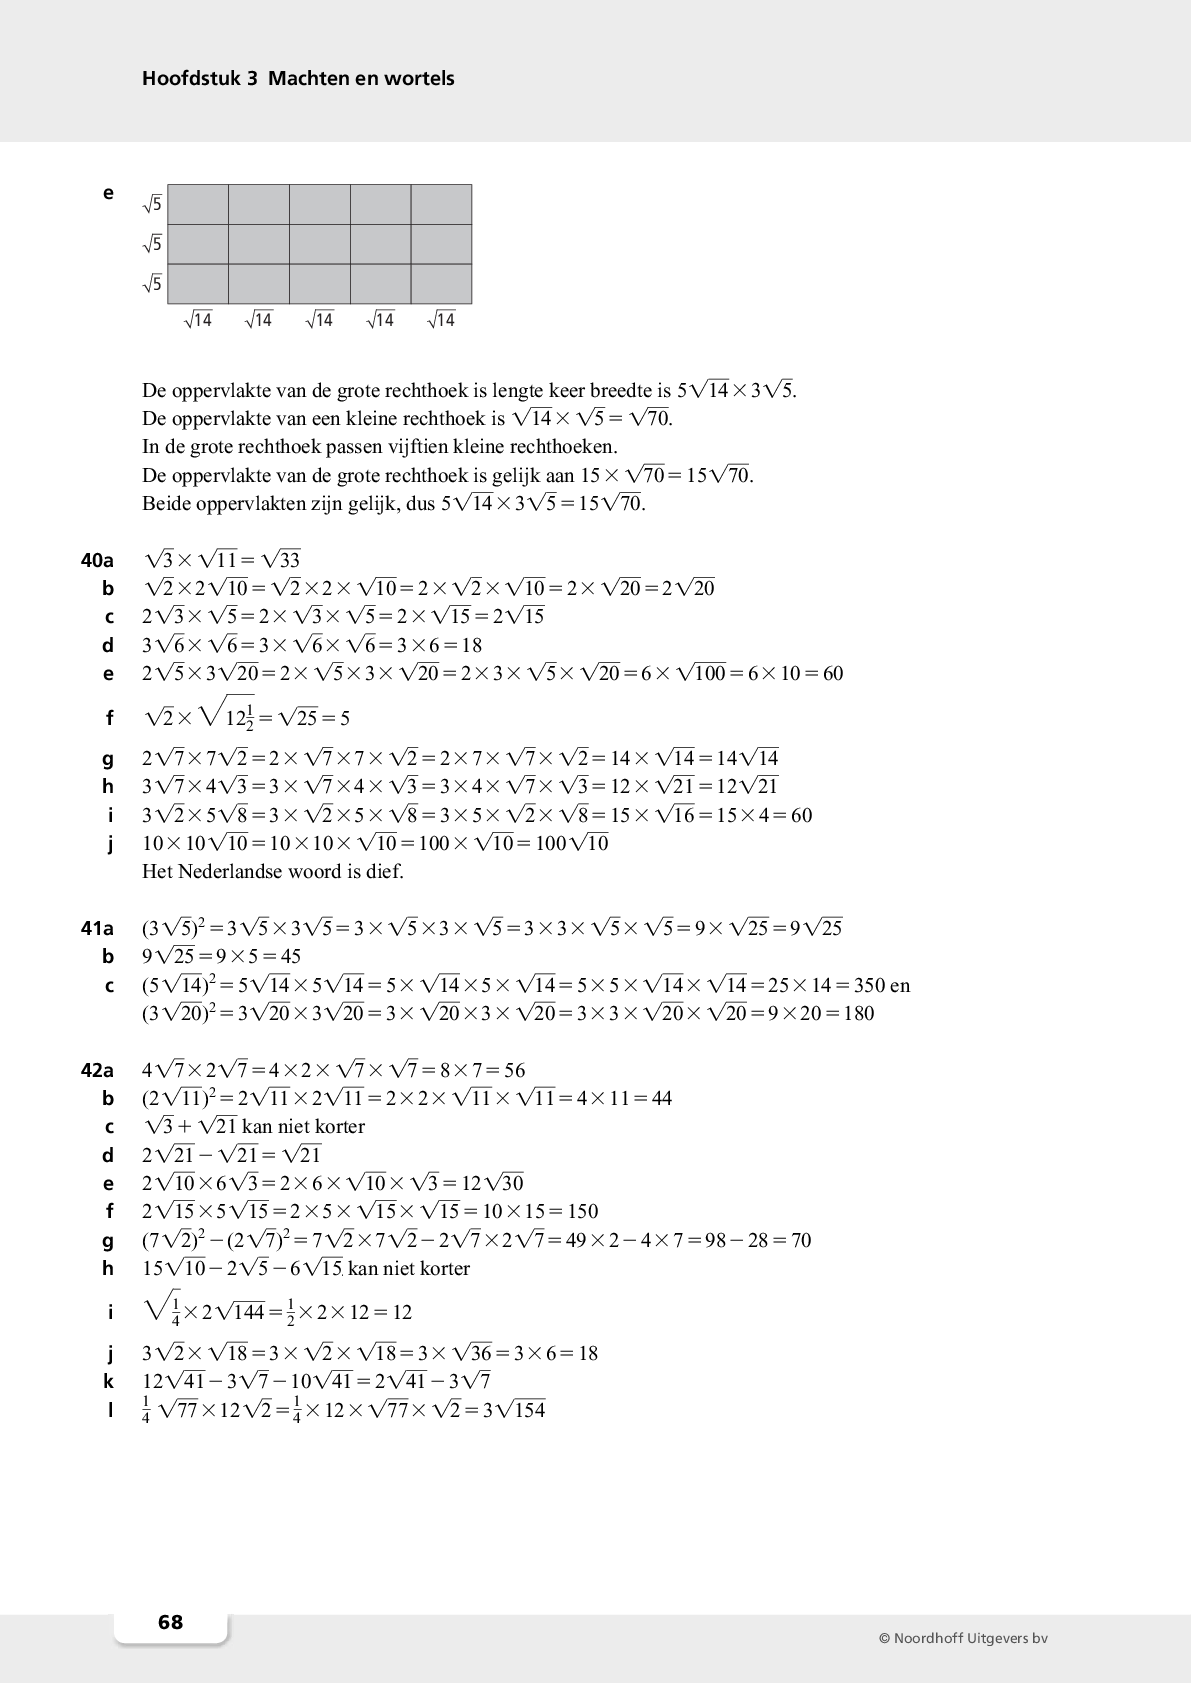 Hoofdstuk 3 Machten en wortels
e
√5
√5
√5
√14 √14 √14 √14 √14
De oppervlakte van de grote rechthoek is lengte keer breedte is 5√14 × 3√5.
De oppervlakte van een kleine rechthoek is √14 × √5 = √70.
In de grote rechthoek passen vijftien kleine rechthoeken.
De oppervlakte van de grote rechthoek is gelijk aan 15 × √70 = 15√70.
Beide oppervlakten zijn gelijk, dus 5√14 × 3√5 = 15√70.
40a √3 × √11 = √33
b √2 × 2√10 = √2 × 2 × √10 = 2 × √2 × √10 = 2 × √20 = 2√20
c 2√3 × √5 = 2 × √3 × √5 = 2 × √15 = 2√15
d 3√6 × √6 = 3 × √6 × √6 = 3 × 6 = 18
e 2√5 × 3√20 = 2 × √5 × 3 × √20 = 2 × 3 × √5 × √20 = 6 × √100 = 6 × 10 = 60
f √2 × √12½ = √25 = 5
g 2√7 × 7√2 = 2 × √7 × 7 × √2 = 2 × 7 × √7 × √2 = 14 × √14 = 14√14
h 3√7 × 4√3 = 3 × √7 × 4 × √3 = 3 × 4 × √7 × √3 = 12 × √21 = 12√21
i 3√2 × 5√8 = 3 × √2 × 5 × √8 = 3 × 5 × √2 × √8 = 15 × √16 = 15 × 4 = 60
j 10 × 10√10 = 10 × 10 × √10 = 100 × √10 = 100√10
Het Nederlandse woord is dief.
41a (3√5)² = 3√5 × 3√5 = 3 × √5 × 3 × √5 = 3 × 3 × √5 × √5 = 9 × √25 = 9√25
b 9√25 = 9 × 5 = 45
c (5√14)² = 5√14 × 5√14 = 5 × √14 × 5 × √14 = 5 × 5 × √14 × √14 = 25 × 14 = 350 en
(3√20)² = 3√20 × 3√20 = 3 × √20 × 3 × √20 = 3 × 3 × √20 × √20 = 9 × 20 = 180
42a 4√7 × 2√7 = 4 × 2 × √7 × √7 = 8 × 7 = 56
b (2√11)² = 2√11 × 2√11 = 2 × 2 × √11 × √11 = 4 × 11 = 44
c √3 + √21 kan niet korter
d 2√21 − √21 = √21
e 2√10 × 6√3 = 2 × 6 × √10 × √3 = 12√30
f 2√15 × 5√15 = 2 × 5 × √15 × √15 = 10 × 15 = 150
g (7√2)² − (2√7)² = 7√2 × 7√2 − 2√7 × 2√7 = 49 × 2 − 4 × 7 = 98 − 28 = 70
h 15√10 − 2√5 − 6√15 kan niet korter
i √¼ × 2√144 = ½ × 2 × 12 = 12
j 3√2 × √18 = 3 × √2 × √18 = 3 × √36 = 3 × 6 = 18
k 12√41 − 3√7 − 10√41 = 2√41 − 3√7
l ¼ √77 × 12√2 = ¼ × 12 × √77 × √2 = 3√154
68
© Noordhoff Uitgevers bv